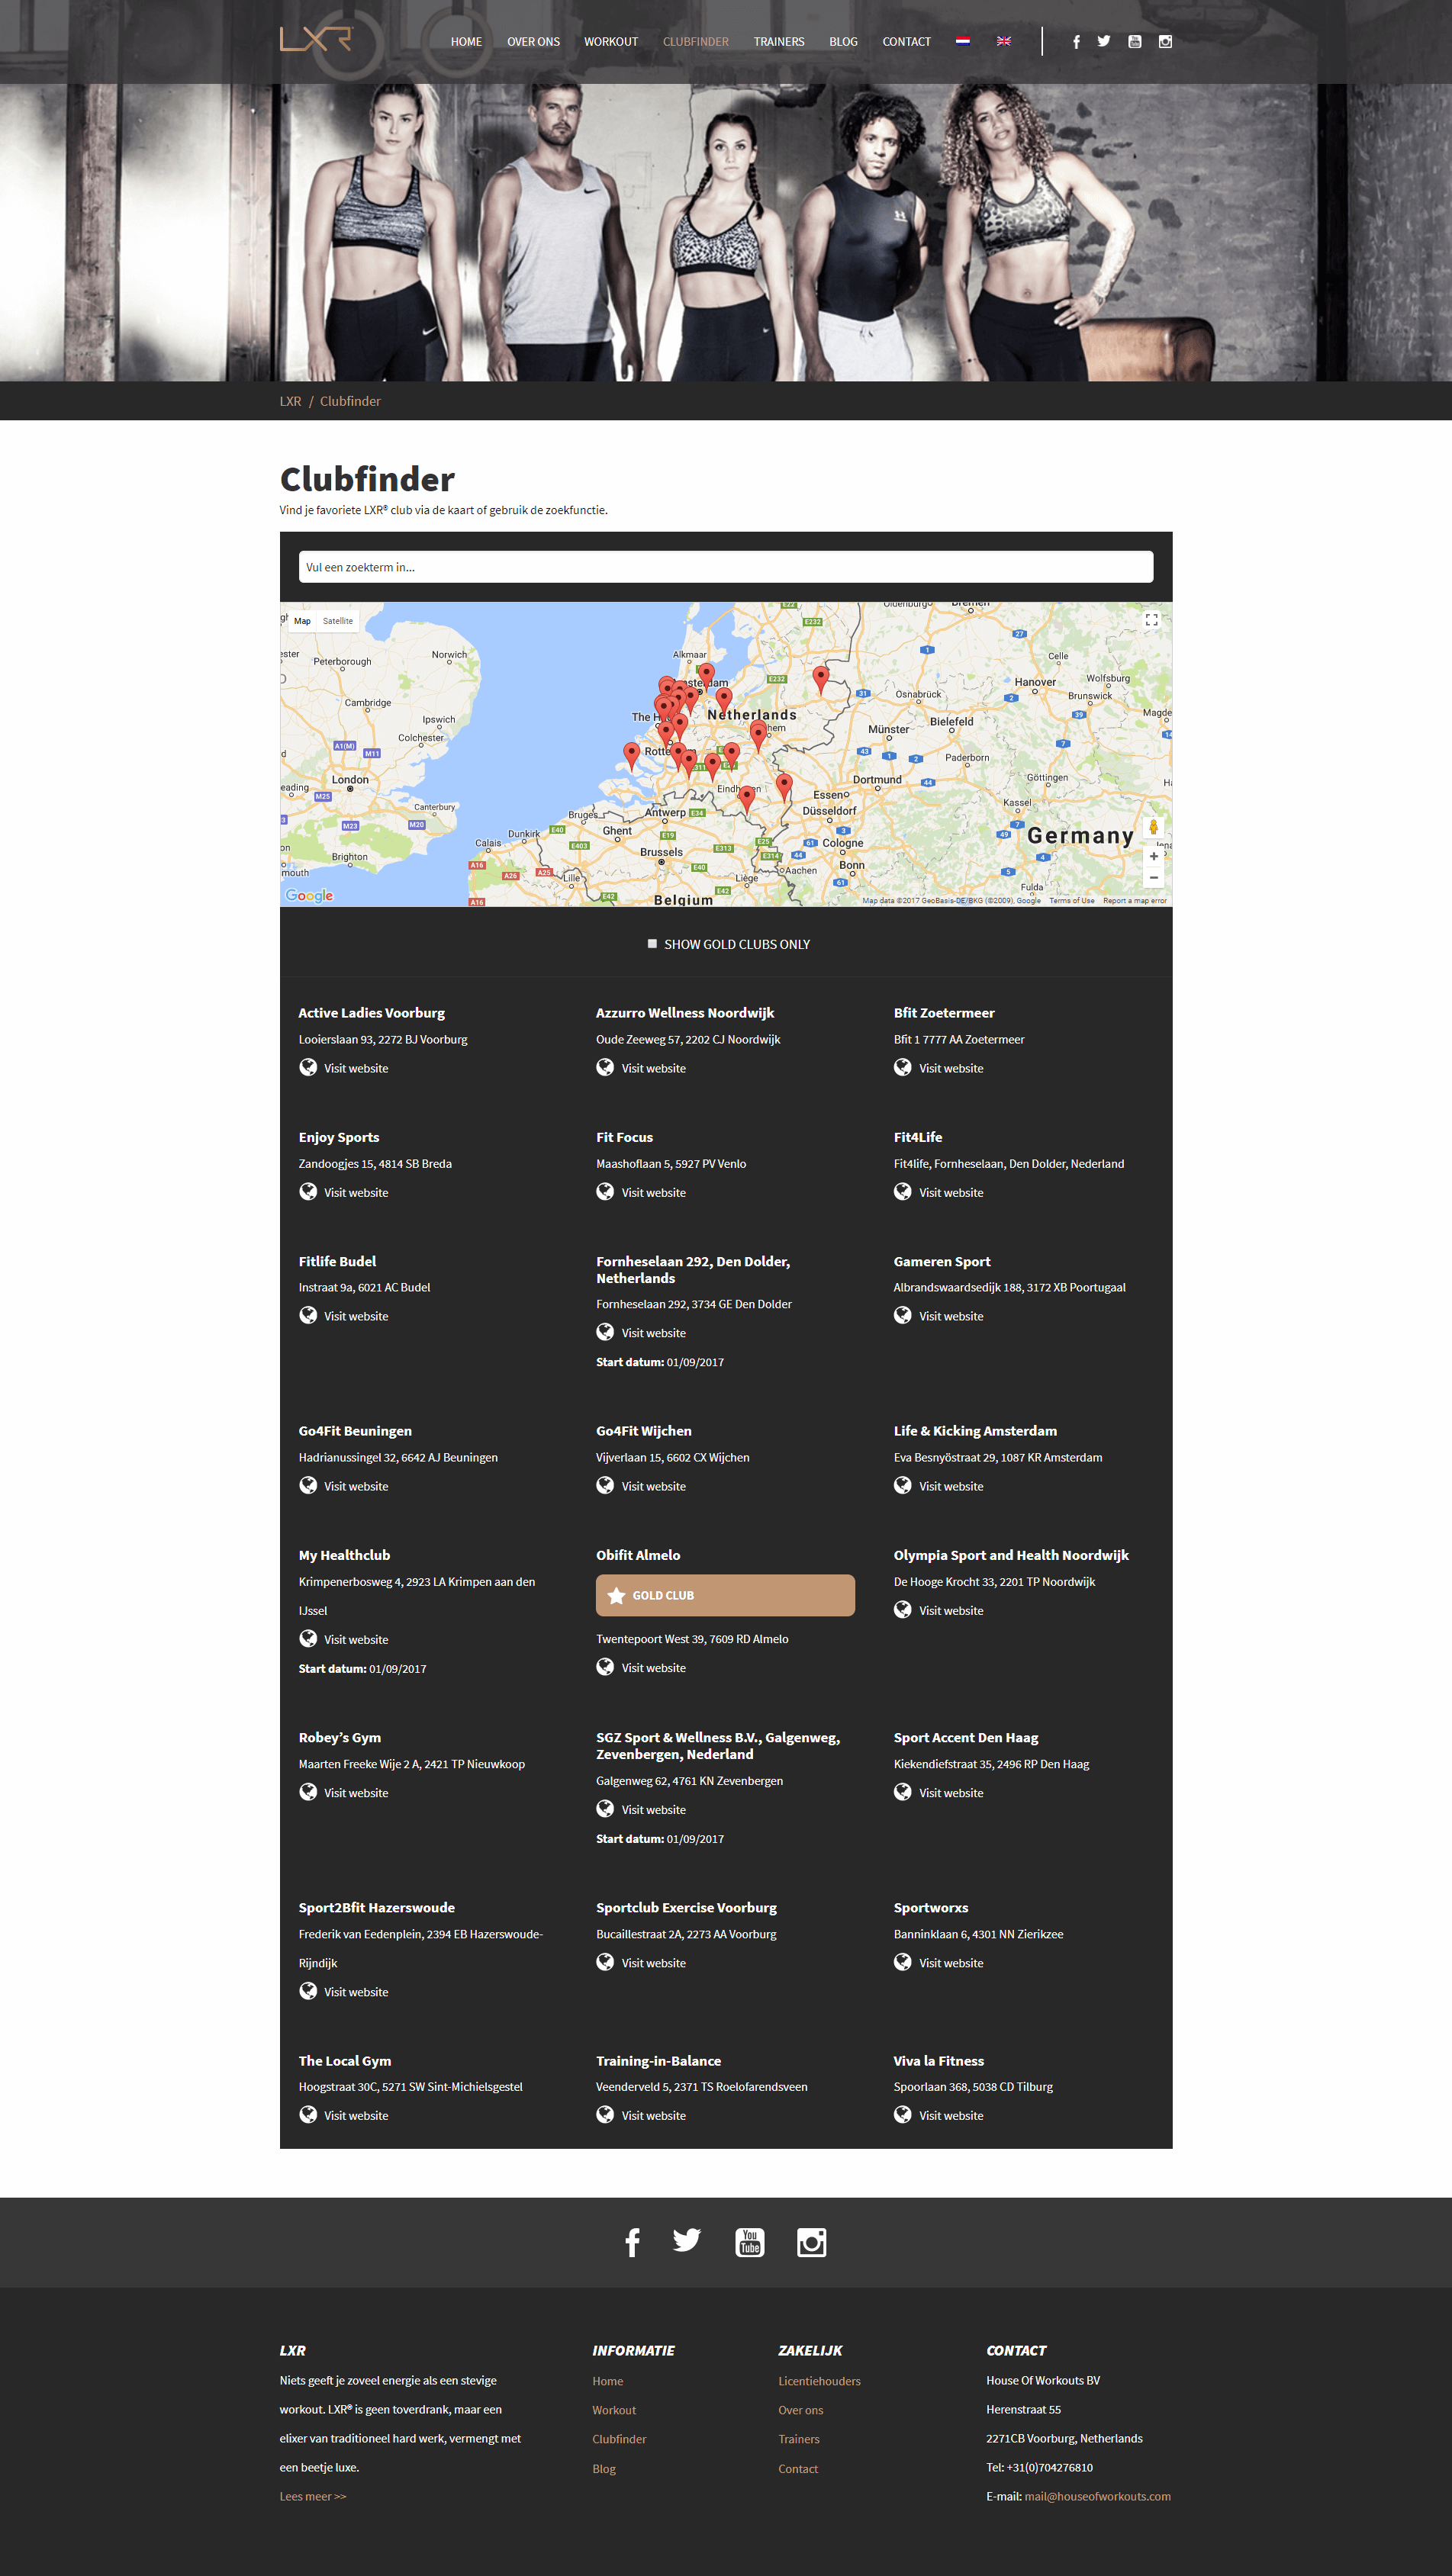 LXR
HOME OVER ONS WORKOUT CLUBFINDER TRAINERS BLOG CONTACT
LXR / Clubfinder
Clubfinder
Vind je favoriete LXR® club via de kaart of gebruik de zoekfunctie.
Vul een zoekterm in...
Map Satellite
Norwich
Peterborough
Cambridge
Ipswich
Colchester
London
Canterbury
Brighton
Calais
Dunkirk
Bruges
Ghent
Lille
Antwerp
Brussels
Belgium
Liège
Aachen
Alkmaar
Netherlands
Osnabrück
Münster
Bielefeld
Hanover
Celle
Wolfsburg
Brunswick
Paderborn
Dortmund
Göttingen
Essen
Düsseldorf
Kassel
Cologne
Bonn
Germany
Fulda
Google
Map data ©2017 GeoBasis-DE/BKG (©2009), Google Terms of Use Report a map error
SHOW GOLD CLUBS ONLY
Active Ladies Voorburg
Looierslaan 93, 2272 BJ Voorburg
Visit website
Azzurro Wellness Noordwijk
Oude Zeeweg 57, 2202 CJ Noordwijk
Visit website
Bfit Zoetermeer
Bfit 1 7777 AA Zoetermeer
Visit website
Enjoy Sports
Zandoogjes 15, 4814 SB Breda
Visit website
Fit Focus
Maashoflaan 5, 5927 PV Venlo
Visit website
Fit4Life
Fit4life, Fornheselaan, Den Dolder, Nederland
Visit website
Fitlife Budel
Instraat 9a, 6021 AC Budel
Visit website
Fornheselaan 292, Den Dolder,
Netherlands
Fornheselaan 292, 3734 GE Den Dolder
Visit website
Start datum: 01/09/2017
Gameren Sport
Albrandswaardsedijk 188, 3172 XB Poortugaal
Visit website
Go4Fit Beuningen
Hadrianussingel 32, 6642 AJ Beuningen
Visit website
Go4Fit Wijchen
Vijverlaan 15, 6602 CX Wijchen
Visit website
Life & Kicking Amsterdam
Eva Besnyöstraat 29, 1087 KR Amsterdam
Visit website
My Healthclub
Krimpenerbosweg 4, 2923 LA Krimpen aan den
IJssel
Visit website
Start datum: 01/09/2017
Obifit Almelo
GOLD CLUB
Twentepoort West 39, 7609 RD Almelo
Visit website
Olympia Sport and Health Noordwijk
De Hooge Krocht 33, 2201 TP Noordwijk
Visit website
Robey’s Gym
Maarten Freeke Wije 2 A, 2421 TP Nieuwkoop
Visit website
SGZ Sport & Wellness B.V., Galgenweg,
Zevenbergen, Nederland
Galgenweg 62, 4761 KN Zevenbergen
Visit website
Start datum: 01/09/2017
Sport Accent Den Haag
Kiekendiefstraat 35, 2496 RP Den Haag
Visit website
Sport2Bfit Hazerswoude
Frederik van Eedenplein, 2394 EB Hazerswoude-
Rijndijk
Visit website
Sportclub Exercise Voorburg
Bucaillestraat 2A, 2273 AA Voorburg
Visit website
Sportworxs
Banninklaan 6, 4301 NN Zierikzee
Visit website
The Local Gym
Hoogstraat 30C, 5271 SW Sint-Michielsgestel
Visit website
Training-in-Balance
Veenderveld 5, 2371 TS Roelofarendsveen
Visit website
Viva la Fitness
Spoorlaan 368, 5038 CD Tilburg
Visit website
You Tube
LXR
Niets geeft je zoveel energie als een stevige
workout. LXR® is geen toverdrank, maar een
elixer van traditioneel hard werk, vermengt met
een beetje luxe.
Lees meer >>
INFORMATIE
Home
Workout
Clubfinder
Blog
ZAKELIJK
Licentiehouders
Over ons
Trainers
Contact
CONTACT
House Of Workouts BV
Herenstraat 55
2271CB Voorburg, Netherlands
Tel: +31(0)704276810
E-mail: mail@houseofworkouts.com